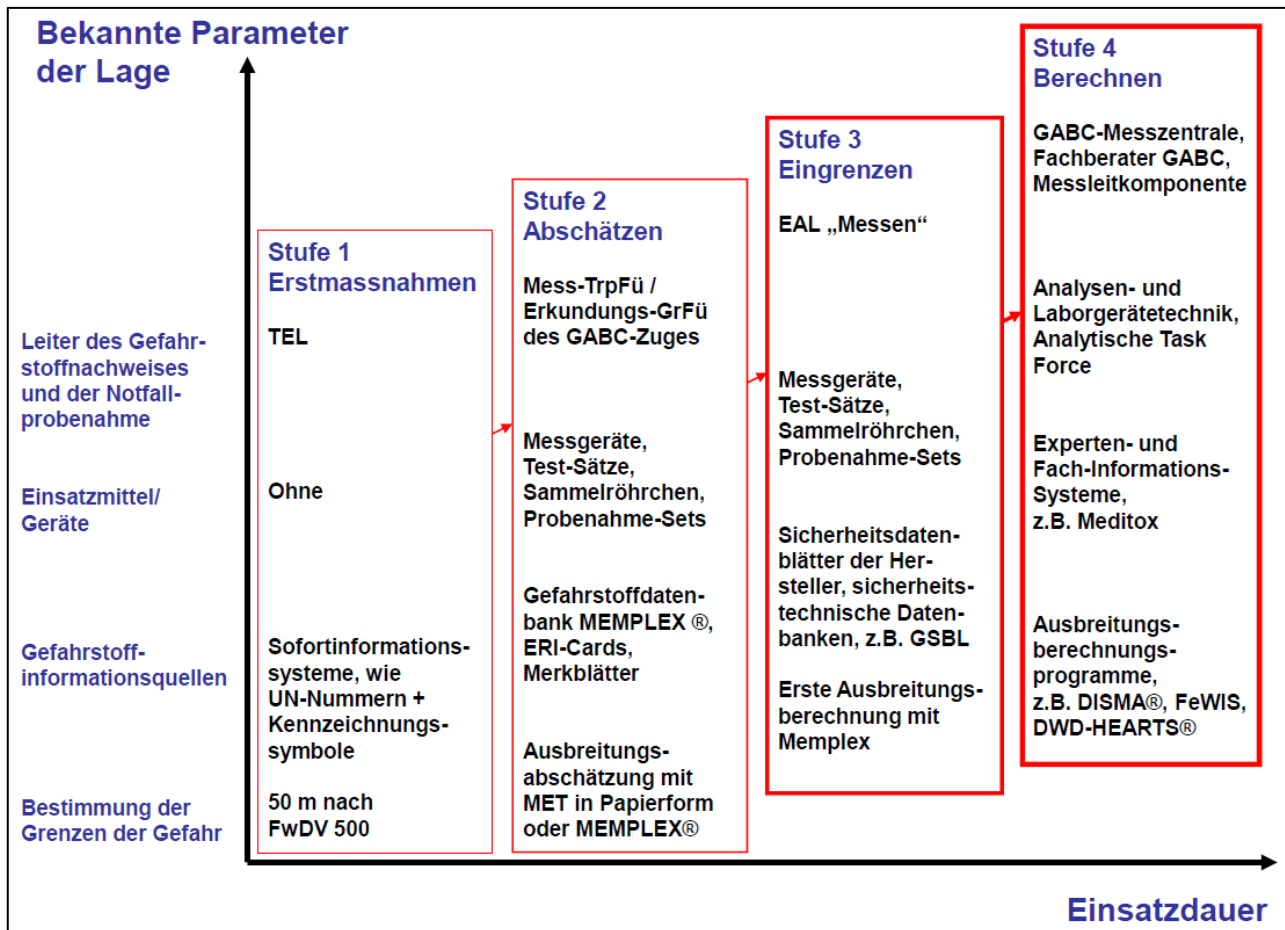 Bekannte Parameter
der Lage
Leiter des Gefahr-
stoffnachweises
und der Notfall-
probenahme
Einsatzmittel/
Geräte
Gefahrstoff-
informationsquellen
Bestimmung der
Grenzen der Gefahr
Stufe 1
Erstmassnahmen
TEL
Ohne
Sofortinformations-
systeme, wie
UN-Nummern +
Kennzeichnungs-
symbole
50 m nach
FwDV 500
Stufe 2
Abschätzen
Mess-TrpFü /
Erkundungs-GrFü
des GABC-Zuges
Messgeräte,
Test-Sätze,
Sammelröhrchen,
Probenahme-Sets
Gefahrstoffdaten-
bank MEMPLEX ®,
ERI-Cards,
Merkblätter
Ausbreitungs-
abschätzung mit
MET in Papierform
oder MEMPLEX®
Stufe 3
Eingrenzen
EAL „Messen“
Messgeräte,
Test-Sätze,
Sammelröhrchen,
Probenahme-Sets
Sicherheitsdaten-
blätter der Her-
steller, sicherheits-
technische Daten-
banken, z.B. GSBL
Erste Ausbreitungs-
berechnung mit
Memplex
Stufe 4
Berechnen
GABC-Messzentrale,
Fachberater GABC,
Messleitkomponente
Analysen- und
Laborgerätetechnik,
Analytische Task
Force
Experten- und
Fach-Informations-
Systeme,
z.B. Meditox
Ausbreitungs-
berechnungs-
programme,
z.B. DISMA®, FeWIS,
DWD-HEARTS®
Einsatzdauer